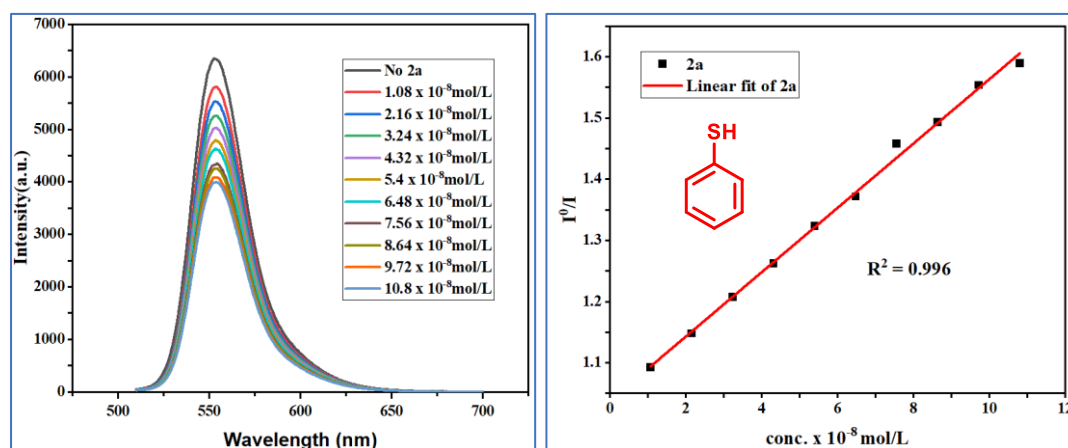 7000
6000
5000
4000
3000
2000
1000
0
Intensity(a.u.)
No 2a
1.08 x 10⁻⁸mol/L
2.16 x 10⁻⁸mol/L
3.24 x 10⁻⁸mol/L
4.32 x 10⁻⁸mol/L
5.4 x 10⁻⁸mol/L
6.48 x 10⁻⁸mol/L
7.56 x 10⁻⁸mol/L
8.64 x 10⁻⁸mol/L
9.72 x 10⁻⁸mol/L
10.8 x 10⁻⁸mol/L
500 550 600 650 700
Wavelength (nm)
1.6
1.5
1.4
1.3
1.2
1.1
I⁰/I
2a
Linear fit of 2a
SH
R² = 0.996
0 2 4 6 8 10 12
conc. x 10⁻⁸ mol/L